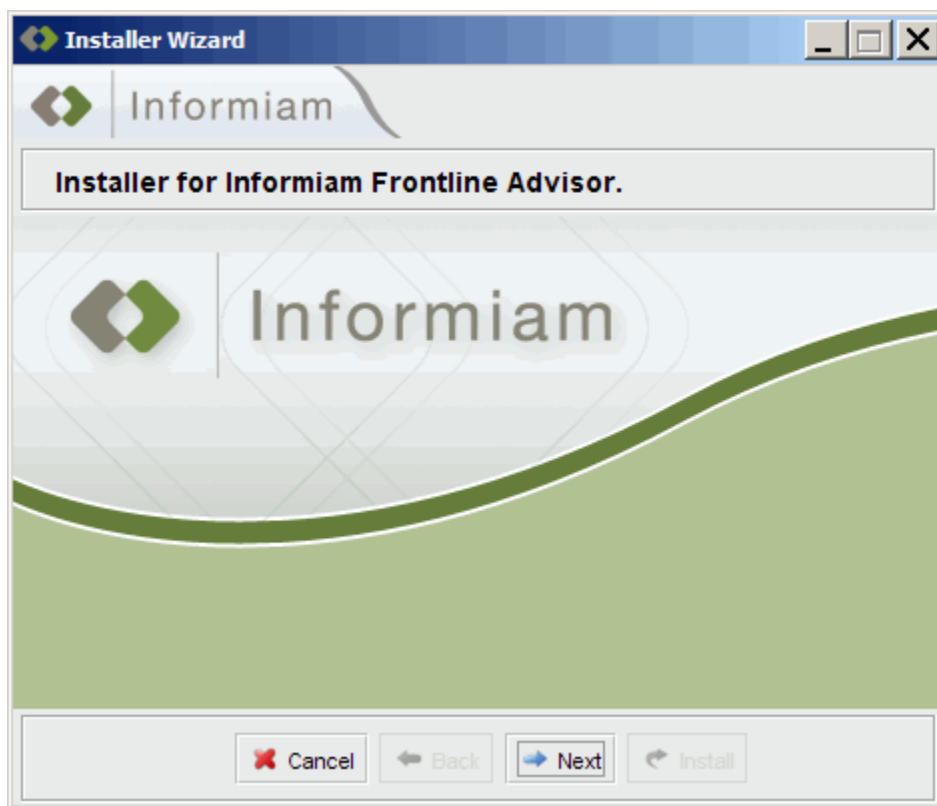 Installer Wizard
Informiam
Installer for Informiam Frontline Advisor.
Informiam
Cancel Back Next Install